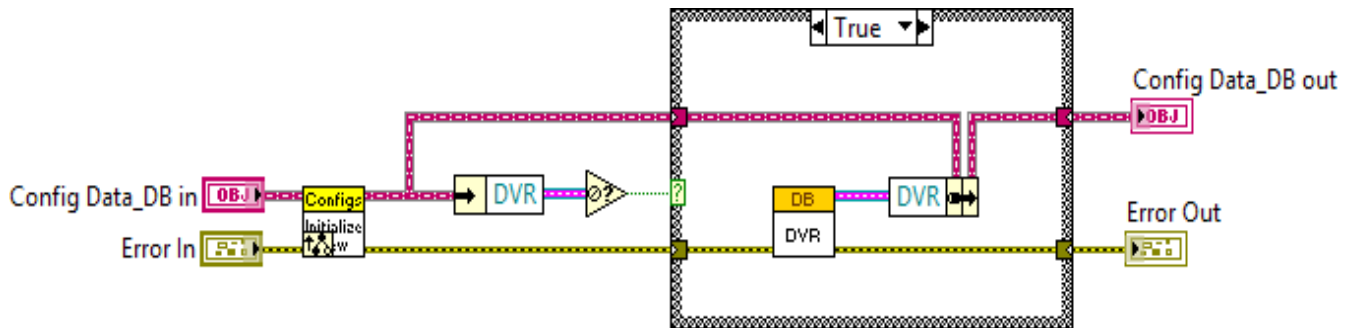 True
Config Data_DB out
OBJ
Config Data_DB in
OBJ
Configs
Initialize
DVR
?
?
DB
DVR
DVR
Error In
Error Out